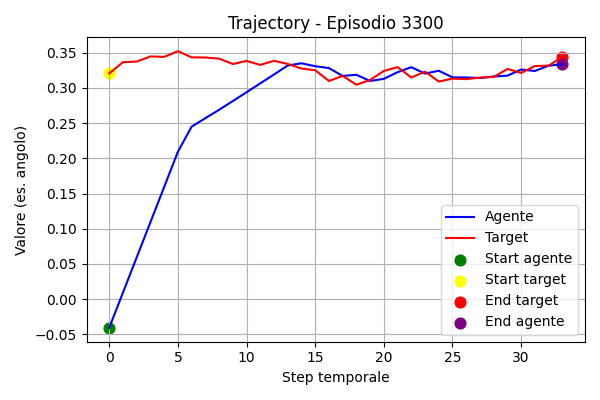 Trajectory - Episodio 3300
Valore (es. angolo)
0.35
0.30
0.25
0.20
0.15
0.10
0.05
0.00
−0.05
0
5
10
15
20
25
30
Step temporale
Agente
Target
Start agente
Start target
End target
End agente